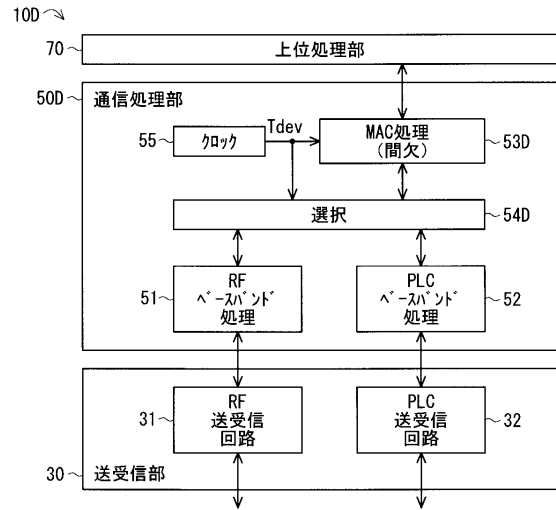 10D
70
上位処理部
50D
通信処理部
55
クロック
Tdev
MAC処理
(間欠)
53D
選択
54D
51
RF
ベースバンド
処理
PLC
ベースバンド
処理
52
31
RF
送受信
回路
PLC
送受信
回路
32
30
送受信部